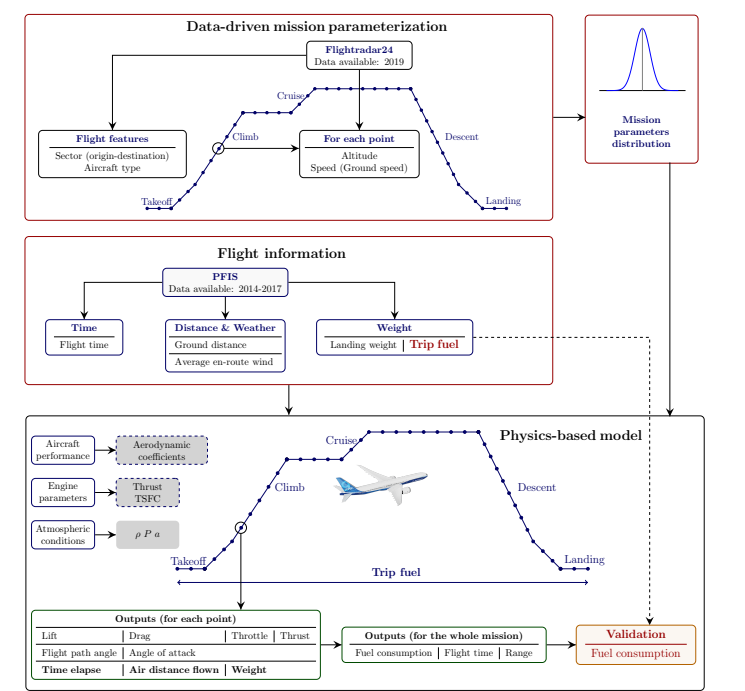 Data-driven mission parameterization
Flightradar24
Data available: 2019
Cruise
Flight features
Sector (origin-destination)
Aircraft type
Climb
For each point
Altitude
Speed (Ground speed)
Descent
Takeoff
Landing
Mission
parameters
distribution
Flight information
PFIS
Data available: 2014-2017
Time
Flight time
Distance & Weather
Ground distance
Average en-route wind
Weight
Landing weight | Trip fuel
Physics-based model
Aircraft
performance
Aerodynamic
coefficients
Engine
parameters
Thrust
TSFC
Atmospheric
conditions
ρ P a
Cruise
Climb
Descent
Takeoff
Landing
Trip fuel
Outputs (for each point)
Lift | Drag | Throttle | Thrust
Flight path angle | Angle of attack
Time elapse | Air distance flown | Weight
Outputs (for the whole mission)
Fuel consumption | Flight time | Range
Validation
Fuel consumption